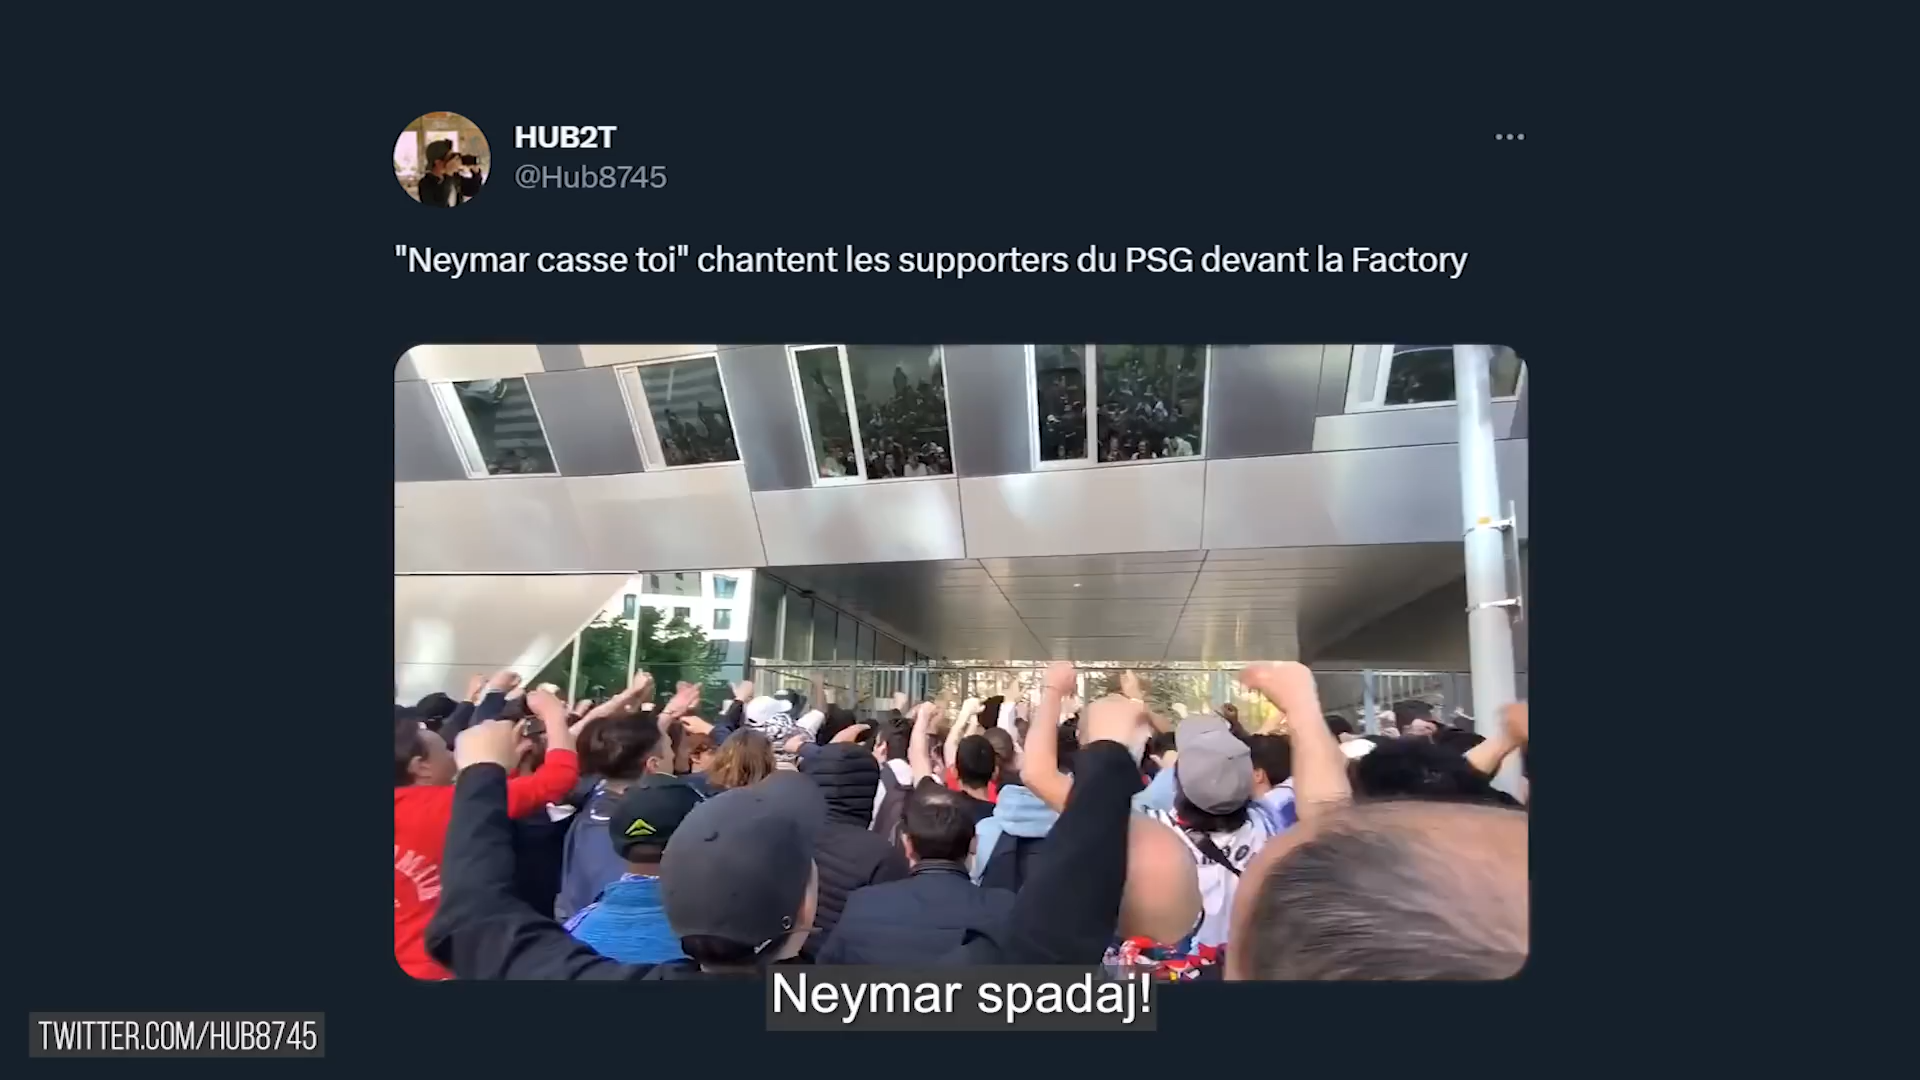 HUB2T
@Hub8745
"Neymar casse toi" chantent les supporters du PSG devant la Factory
Neymar spadaj!
TWITTER.COM/HUB8745